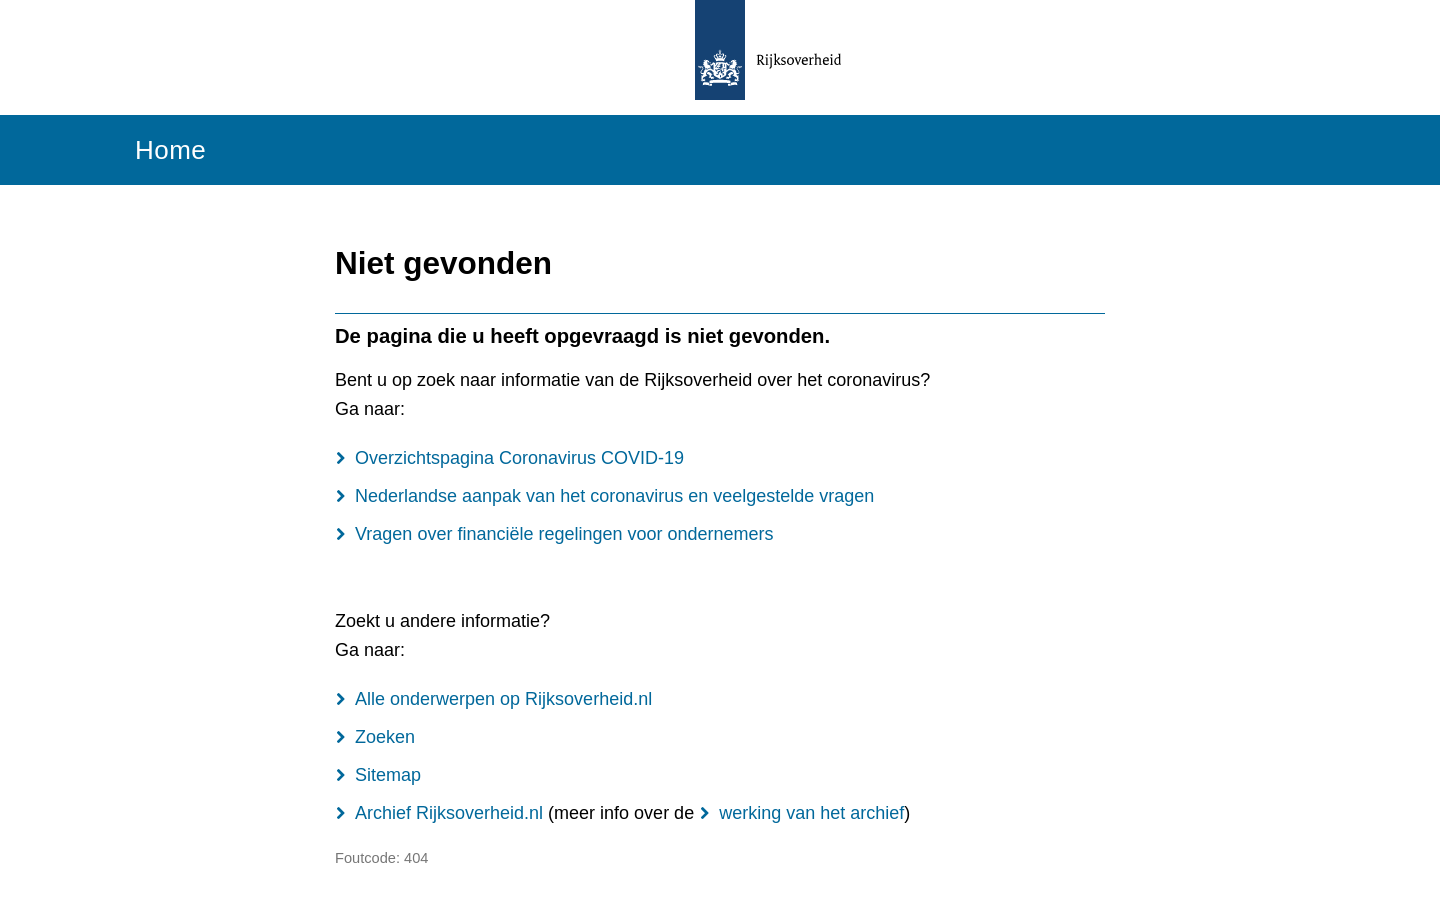 Rijksoverheid
Home
Niet gevonden
De pagina die u heeft opgevraagd is niet gevonden.
Bent u op zoek naar informatie van de Rijksoverheid over het coronavirus?
Ga naar:
Overzichtspagina Coronavirus COVID-19
Nederlandse aanpak van het coronavirus en veelgestelde vragen
Vragen over financiële regelingen voor ondernemers
Zoekt u andere informatie?
Ga naar:
Alle onderwerpen op Rijksoverheid.nl
Zoeken
Sitemap
Archief Rijksoverheid.nl (meer info over de werking van het archief)
Foutcode: 404